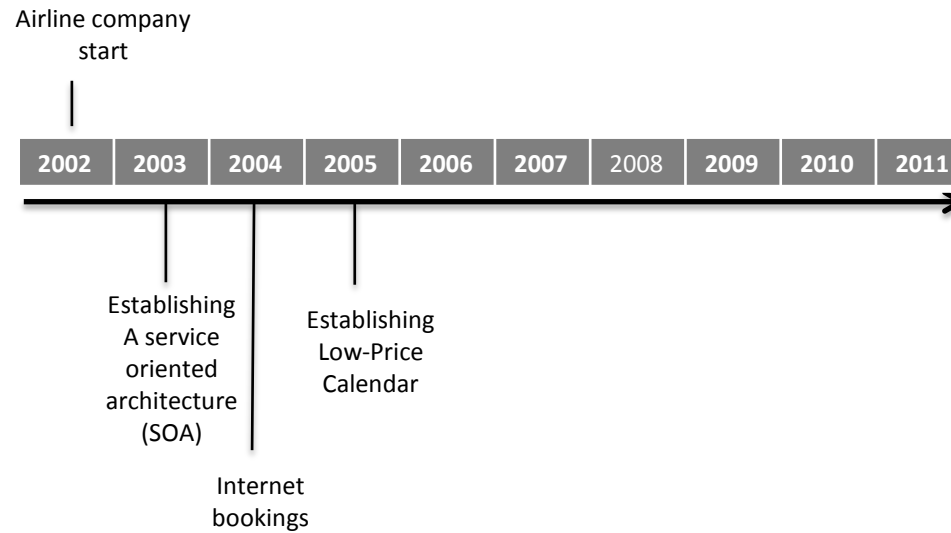 Airline company
start
2002 2003 2004 2005 2006 2007 2008 2009 2010 2011
Establishing
A service
oriented
architecture
(SOA)
Internet
bookings
Establishing
Low-Price
Calendar